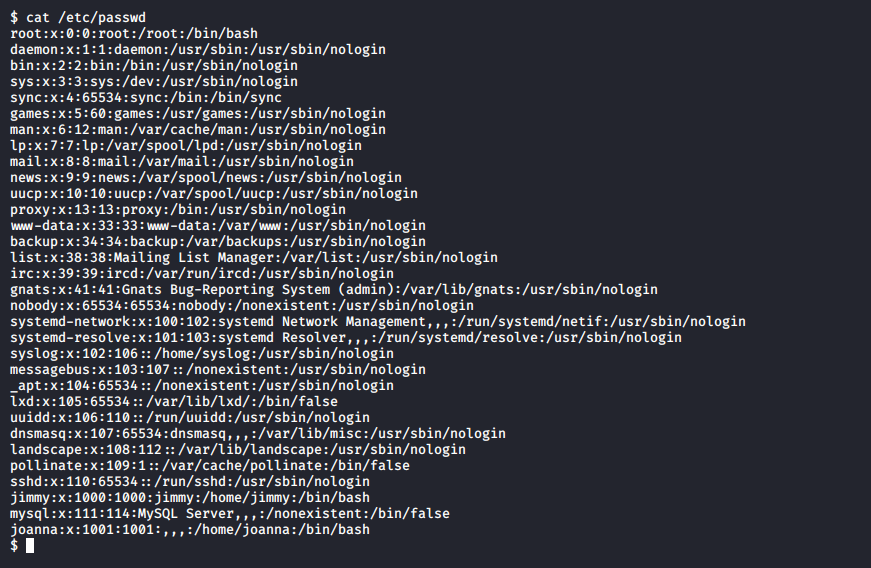 $ cat /etc/passwd
root:x:0:0:root:/root:/bin/bash
daemon:x:1:1:daemon:/usr/sbin:/usr/sbin/nologin
bin:x:2:2:bin:/bin:/usr/sbin/nologin
sys:x:3:3:sys:/dev:/usr/sbin/nologin
sync:x:4:65534:sync:/bin:/bin/sync
games:x:5:60:games:/usr/games:/usr/sbin/nologin
man:x:6:12:man:/var/cache/man:/usr/sbin/nologin
lp:x:7:7:lp:/var/spool/lpd:/usr/sbin/nologin
mail:x:8:8:mail:/var/mail:/usr/sbin/nologin
news:x:9:9:news:/var/spool/news:/usr/sbin/nologin
uucp:x:10:10:uucp:/var/spool/uucp:/usr/sbin/nologin
proxy:x:13:13:proxy:/bin:/usr/sbin/nologin
www-data:x:33:33:www-data:/var/www:/usr/sbin/nologin
backup:x:34:34:backup:/var/backups:/usr/sbin/nologin
list:x:38:38:Mailing List Manager:/var/list:/usr/sbin/nologin
irc:x:39:39:ircd:/var/run/ircd:/usr/sbin/nologin
gnats:x:41:41:Gnats Bug-Reporting System (admin):/var/lib/gnats:/usr/sbin/nologin
nobody:x:65534:65534:nobody:/nonexistent:/usr/sbin/nologin
systemd-network:x:100:102:systemd Network Management,,,:/run/systemd/netif:/usr/sbin/nologin
systemd-resolve:x:101:103:systemd Resolver,,,:/run/systemd/resolve:/usr/sbin/nologin
syslog:x:102:106::/home/syslog:/usr/sbin/nologin
messagebus:x:103:107::/nonexistent:/usr/sbin/nologin
_apt:x:104:65534::/nonexistent:/usr/sbin/nologin
lxd:x:105:65534::/var/lib/lxd/:/bin/false
uuidd:x:106:110::/run/uuidd:/usr/sbin/nologin
dnsmasq:x:107:65534:dnsmasq,,,:/var/lib/misc:/usr/sbin/nologin
landscape:x:108:112::/var/lib/landscape:/usr/sbin/nologin
pollinate:x:109:1::/var/cache/pollinate:/bin/false
sshd:x:110:65534::/run/sshd:/usr/sbin/nologin
jimmy:x:1000:1000:jimmy:/home/jimmy:/bin/bash
mysql:x:111:114:MySQL Server,,,:/nonexistent:/bin/false
joanna:x:1001:1001:,,,:/home/joanna:/bin/bash
$